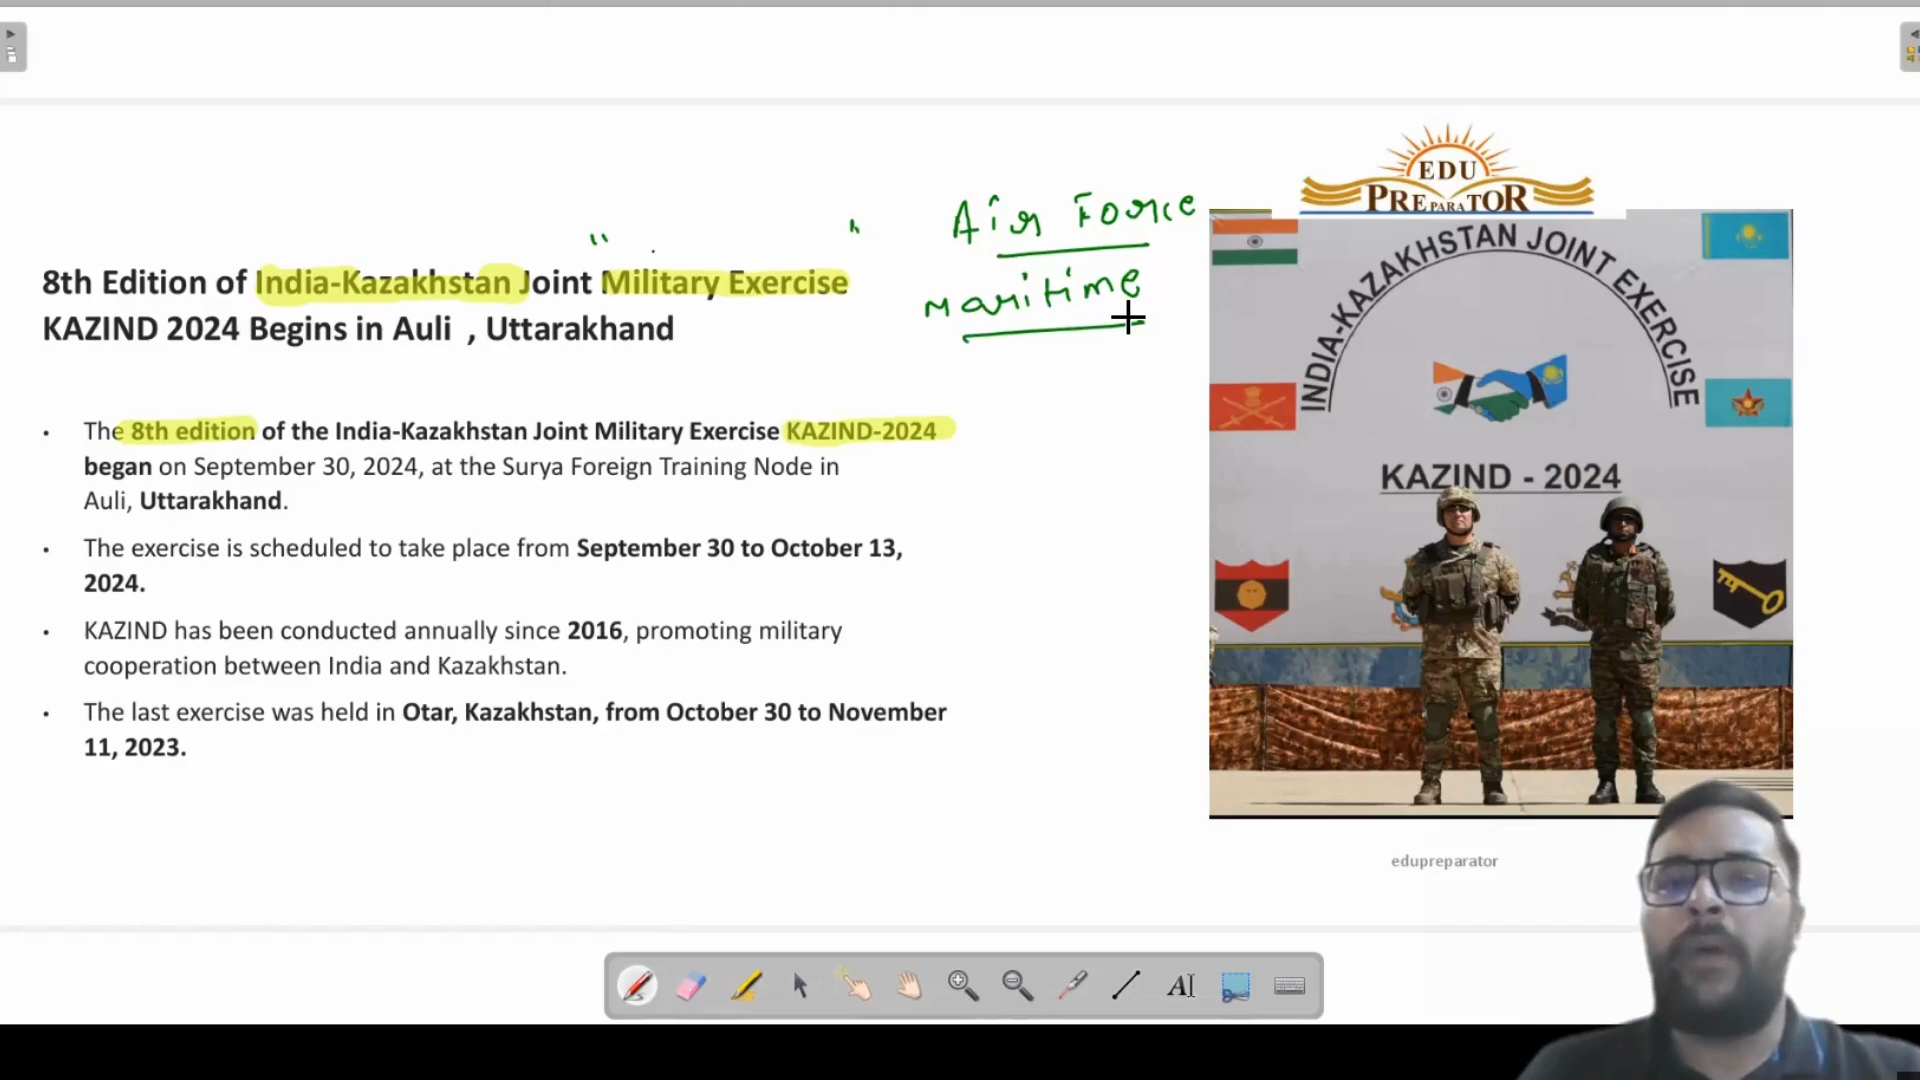 EDU
PREPARATOR
Air Force
Maritime
8th Edition of India-Kazakhstan Joint Military Exercise
KAZIND 2024 Begins in Auli , Uttarakhand
• The 8th edition of the India-Kazakhstan Joint Military Exercise KAZIND-2024
began on September 30, 2024, at the Surya Foreign Training Node in
Auli, Uttarakhand.
• The exercise is scheduled to take place from September 30 to October 13,
2024.
• KAZIND has been conducted annually since 2016, promoting military
cooperation between India and Kazakhstan.
• The last exercise was held in Otar, Kazakhstan, from October 30 to November
11, 2023.
INDIA-KAZAKHSTAN JOINT EXERCISE
KAZIND - 2024
edupreparator
AI